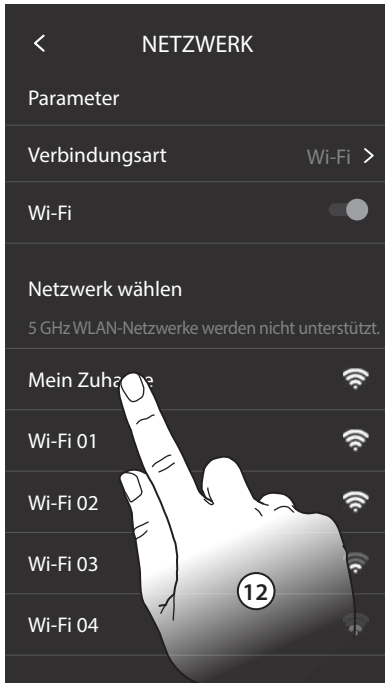 NETZWERK
Parameter
Verbindungsart Wi-Fi
Wi-Fi
Netzwerk wählen
5 GHz WLAN-Netzwerke werden nicht unterstützt.
Mein Zuhause
Wi-Fi 01
Wi-Fi 02
Wi-Fi 03
12
Wi-Fi 04